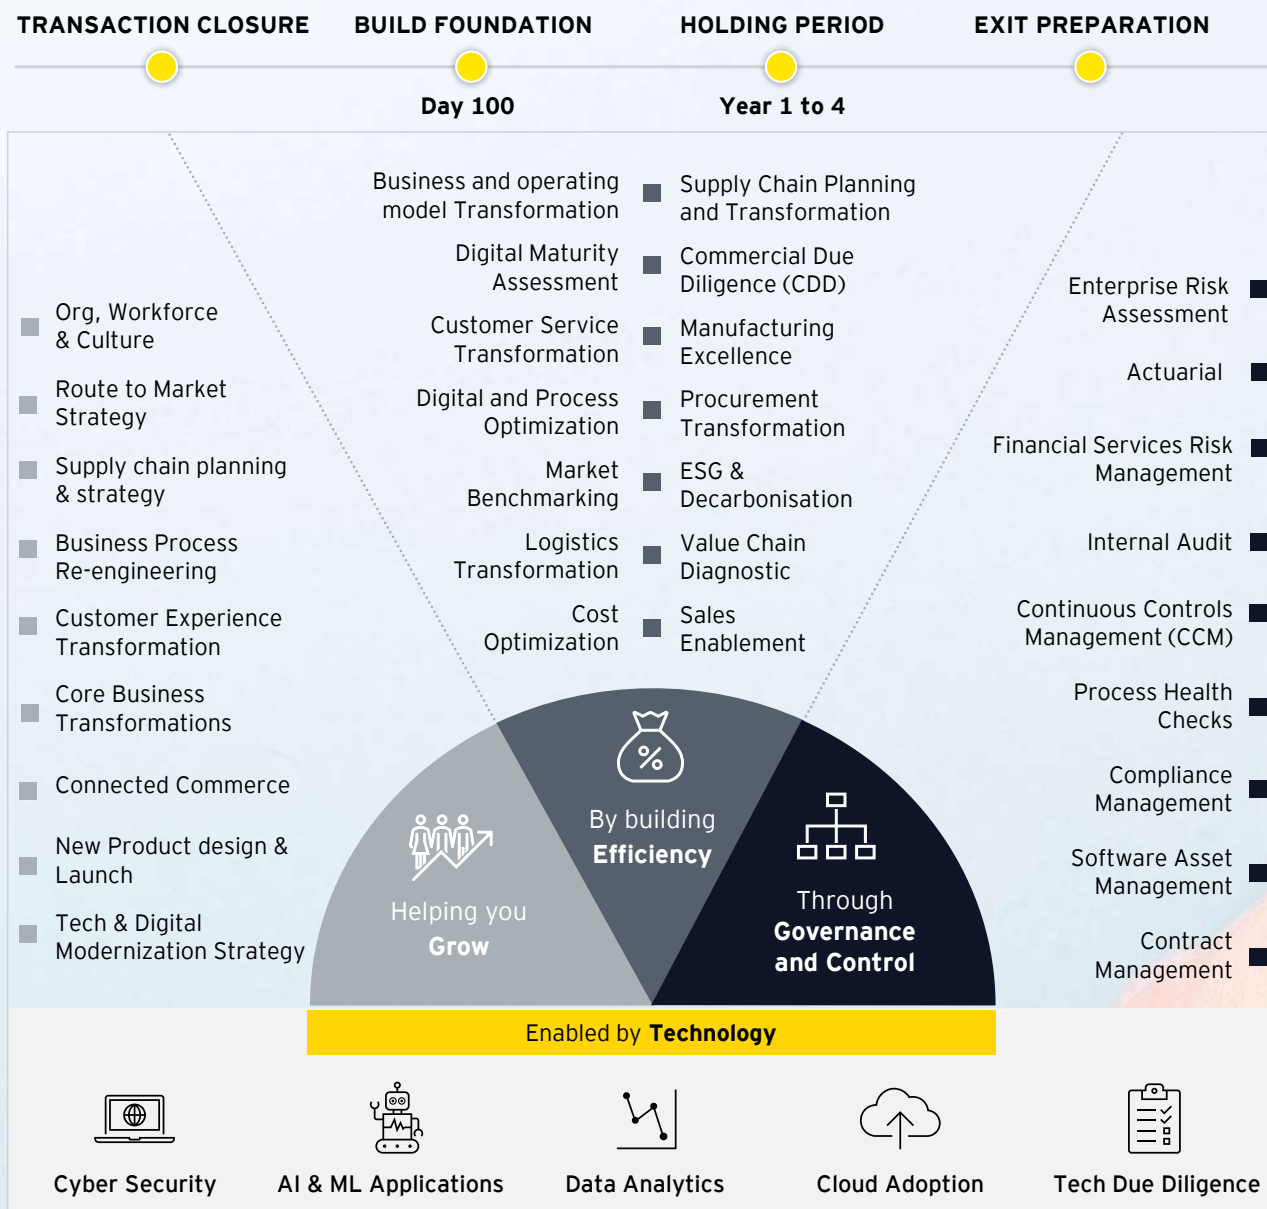 TRANSACTION CLOSURE
BUILD FOUNDATION
HOLDING PERIOD
EXIT PREPARATION
Day 100
Year 1 to 4
Org, Workforce
& Culture
Route to Market
Strategy
Supply chain planning
& strategy
Business Process
Re-engineering
Customer Experience
Transformation
Core Business
Transformations
Connected Commerce
New Product design &
Launch
Tech & Digital
Modernization Strategy
Business and operating
model Transformation
Digital Maturity
Assessment
Customer Service
Transformation
Digital and Process
Optimization
Market
Benchmarking
Logistics
Transformation
Cost
Optimization
Supply Chain Planning
and Transformation
Commercial Due
Diligence (CDD)
Manufacturing
Excellence
Procurement
Transformation
ESG &
Decarbonisation
Value Chain
Diagnostic
Sales
Enablement
Enterprise Risk
Assessment
Actuarial
Financial Services Risk
Management
Internal Audit
Continuous Controls
Management (CCM)
Process Health
Checks
Compliance
Management
Software Asset
Management
Contract
Management
Helping you
Grow
%
By building
Efficiency
Through
Governance
and Control
Enabled by Technology
Cyber Security
AI & ML Applications
Data Analytics
Cloud Adoption
Tech Due Diligence